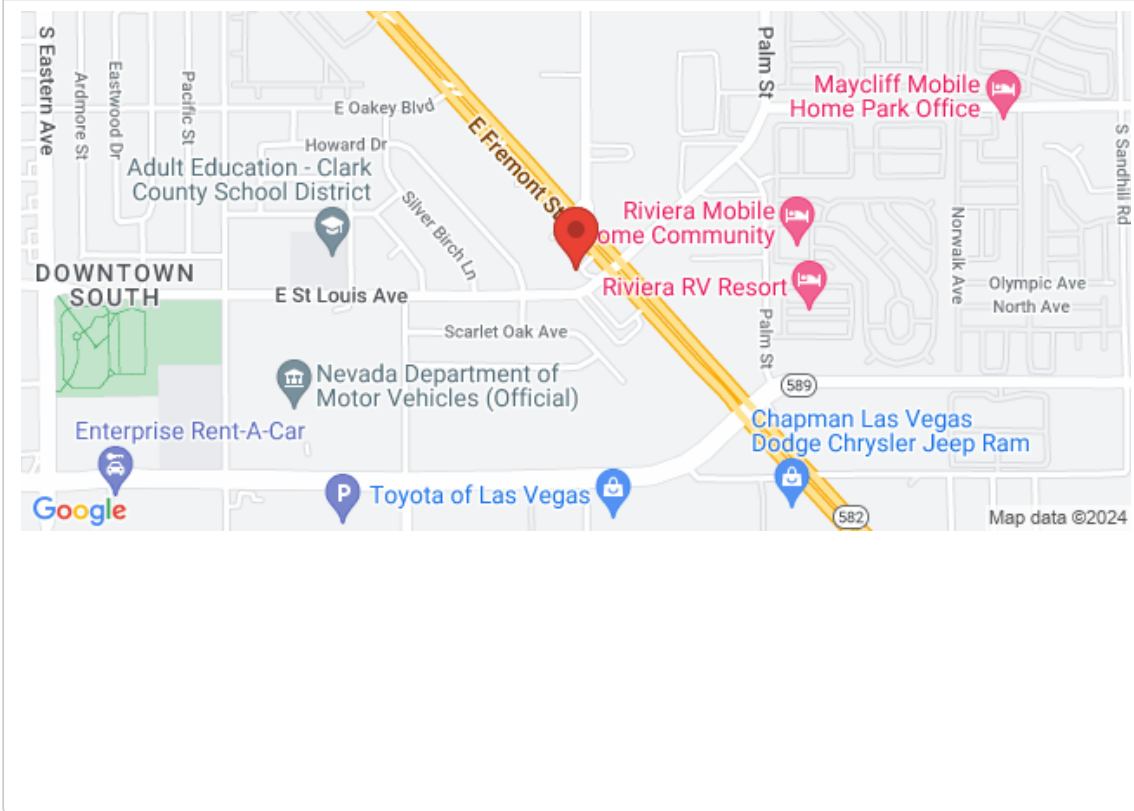 S Eastern Ave
Ardmore St
Eastwood Dr
Pacific St
E Oakey Blvd
Howard Dr
Adult Education - Clark
County School District
Silver Birch Ln
E Fremont St
Palm St
Maycliff Mobile
Home Park Office
S Sandhill Rd
Riviera Mobile
ome Community
Riviera RV Resort
Norwalk Ave
Olympic Ave
North Ave
DOWNTOWN
SOUTH
E St Louis Ave
Scarlet Oak Ave
Palm St
Nevada Department of
Motor Vehicles (Official)
589
Chapman Las Vegas
Dodge Chrysler Jeep Ram
Enterprise Rent-A-Car
P
Toyota of Las Vegas
582
Google
Map data ©2024